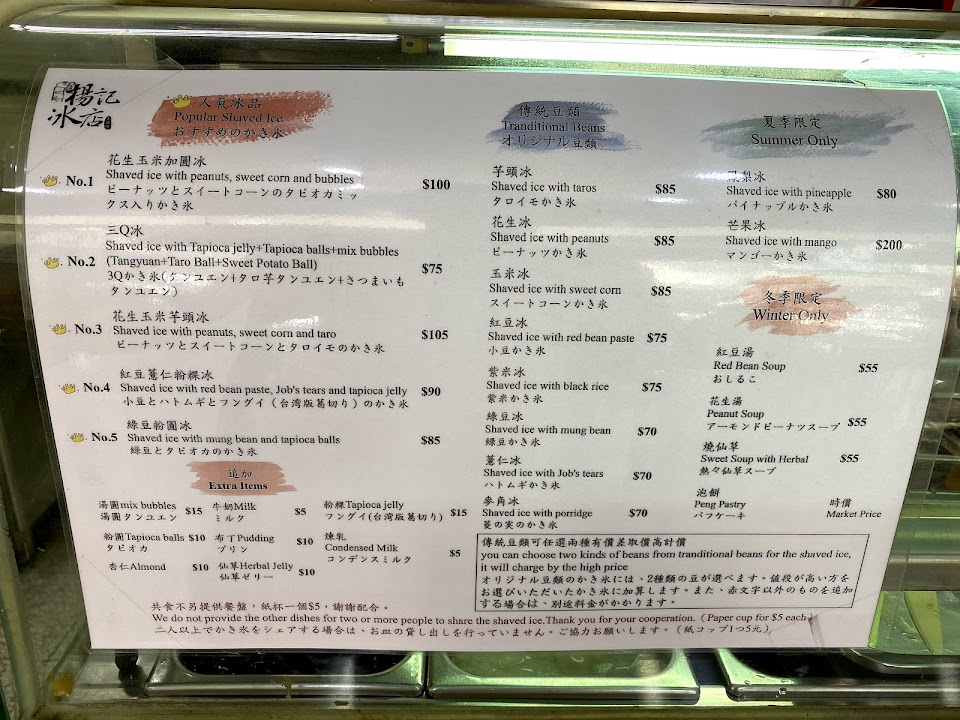 楊記
冰店
人氣冰品
Popular Shaved Ice
おすすめのかき氷
No.1
花生玉米加圓冰
Shaved ice with peanuts, sweet corn and bubbles
ピーナッツとスイートコーンのタピオカミッ
クス入りかき氷
$100
No.2
三Q冰
Shaved ice with Tapioca jelly+Tapioca balls+mix bubbles
(Tangyuan+Taro Ball+Sweet Potato Ball)
3Qかき氷(タンユエン+タロ芋タンユエン+さつまいも
タンユエン)
$75
No.3
花生玉米芋頭冰
Shaved ice with peanuts, sweet corn and taro
ピーナッツとスイートコーンとタロイモのかき氷
$105
No.4
紅豆薏仁粉粿冰
Shaved ice with red bean paste, Job's tears and tapioca jelly
小豆とハトムギとフングイ（台湾版葛切り）のかき氷
$90
No.5
綠豆粉圓冰
Shaved ice with mung bean and tapioca balls
綠豆とタピオカのかき氷
$85
追加
Extra Items
湯圓mix bubbles $15
湯圓タンユエン
牛奶Milk $5
ミルク
粉粿Tapioca jelly $15
フングイ(台湾版葛切り)
粉圓Tapioca balls $10
タピオカ
布丁Pudding $10
プリン
煉乳
Condensed Milk $5
コンデンスミルク
杏仁Almond $10
仙草Herbal Jelly $10
仙草ゼリー
傳統豆類
Tranditional Beans
オリジナル豆類
芋頭冰
Shaved ice with taros $85
タロイモかき氷
花生冰
Shaved ice with peanuts $85
ピーナッツかき氷
玉米冰
Shaved ice with sweet corn $85
スイートコーンかき氷
紅豆冰
Shaved ice with red bean paste $75
小豆かき氷
紫米冰
Shaved ice with black rice $75
紫米かき氷
綠豆冰
Shaved ice with mung bean $70
綠豆かき氷
薏仁冰
Shaved ice with Job's tears $70
ハトムギかき氷
麥角冰
Shaved ice with porridge $70
菱の実のかき氷
夏季限定
Summer Only
鳳梨冰
Shaved ice with pineapple $80
パイナップルかき氷
芒果冰
Shaved ice with mango $200
マンゴーかき氷
冬季限定
Winter Only
紅豆湯
Red Bean Soup $55
おしるこ
花生湯
Peanut Soup $55
アーモンドピーナツスープ
燒仙草
Sweet Soup with Herbal $55
熱々仙草スープ
泡餅 時價
Peng Pastry Market Price
パフケーキ
傳統豆類可任選兩種有價差取價高計價
you can choose two kinds of beans from tranditional beans for the shaved ice,
it will charge by the high price
オリジナル豆類のかき氷には、2種類の豆が選べます。値段が高い方を
お選びいただいたかき氷に加算します。また、赤文字以外のものを追加
する場合は、別途料金がかかります。
共食不另提供餐盤，紙杯一個$5，謝謝配合。
We do not provide the other dishes for two or more people to share the shaved ice.Thank you for your cooperation.（Paper cup for $5 each）
二人以上でかき氷をシェアする場合は、お皿の貸し出しを行っていません。ご協力お願いします。（紙コップ1つ5元）